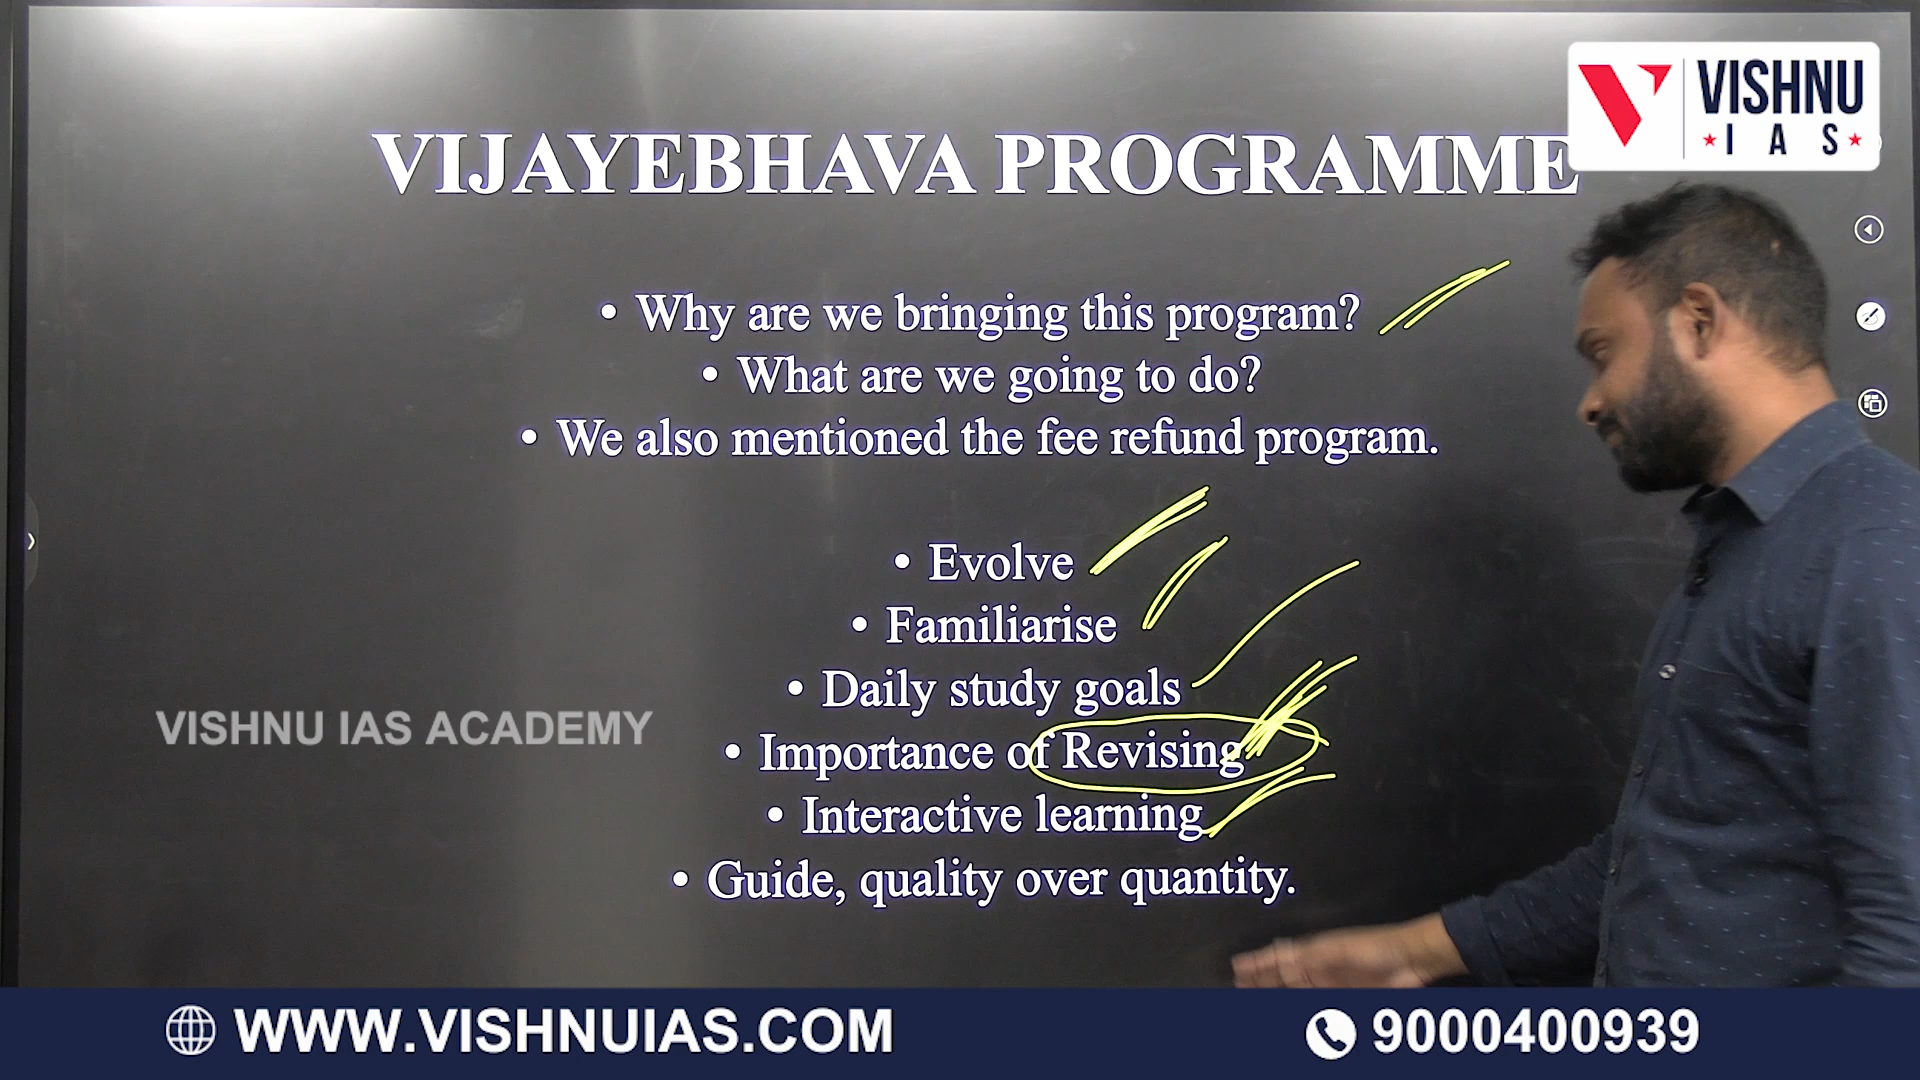 VISHNU
IAS
VIJAYEBHAVA PROGRAMME
• Why are we bringing this program?
• What are we going to do?
• We also mentioned the fee refund program.
• Evolve
• Familiarise
• Daily study goals
• Importance of Revising
• Interactive learning
• Guide, quality over quantity.
VISHNU IAS ACADEMY
WWW.VISHNUIAS.COM
9000400939